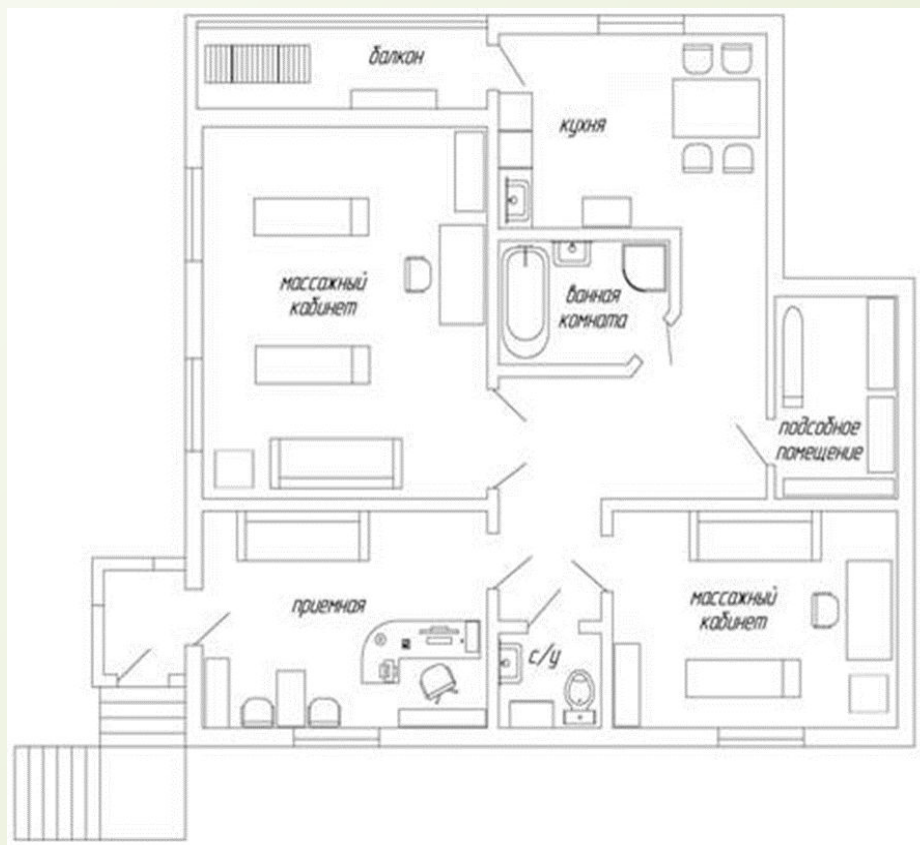 балкон
кухня
массажный
кабинет
ванная
комната
подсобное
помещение
приемная
массажный
кабинет
с/у